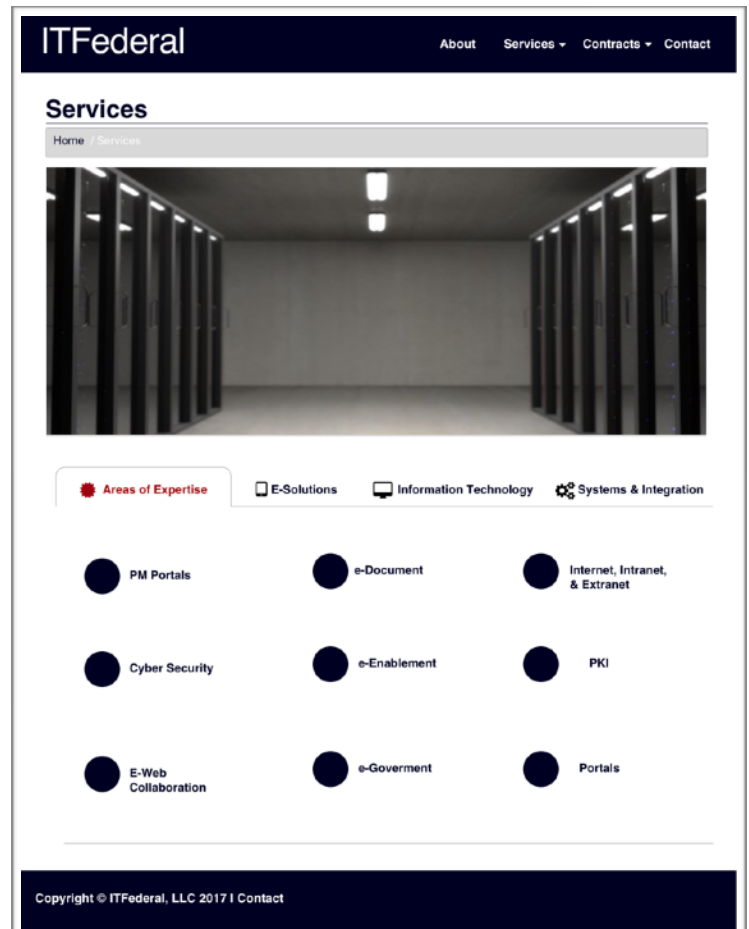 ITFederal
About Services Contracts Contact
Services
Home / Services
Areas of Expertise E-Solutions Information Technology Systems & Integration
PM Portals
e-Document
Internet, Intranet,
& Extranet
Cyber Security
e-Enablement
PKI
E-Web
Collaboration
e-Goverment
Portals
Copyright © ITFederal, LLC 2017 I Contact